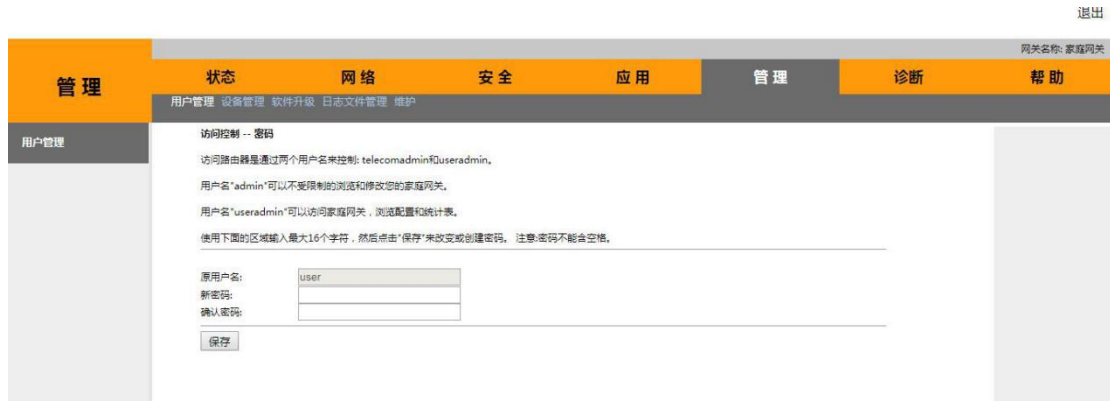 退出
网关名称: 家庭网关
管 理
状态 网 络 安 全 应 用 管 理 诊断 帮 助
用户管理 设备管理 软件升级 日志文件管理 维护
用户管理
访问控制 -- 密码
访问路由器是通过两个用户名来控制: telecomadmin和useradmin。
用户名"admin"可以不受限制的浏览和修改您的家庭网关。
用户名"useradmin"可以访问家庭网关，浏览配置和统计表。
使用下面的区域输入最大16个字符，然后点击"保存"来改变或创建密码。 注意:密码不能含空格。
原用户名: user
新密码:
确认密码:
保存